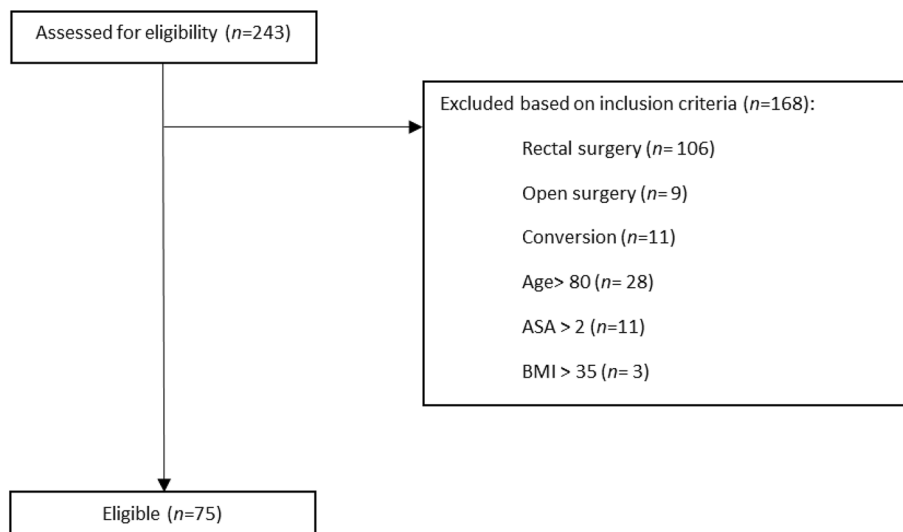 Assessed for eligibility (n=243)
Excluded based on inclusion criteria (n=168):
Rectal surgery (n= 106)
Open surgery (n= 9)
Conversion (n=11)
Age> 80 (n= 28)
ASA > 2 (n=11)
BMI > 35 (n= 3)
Eligible (n=75)